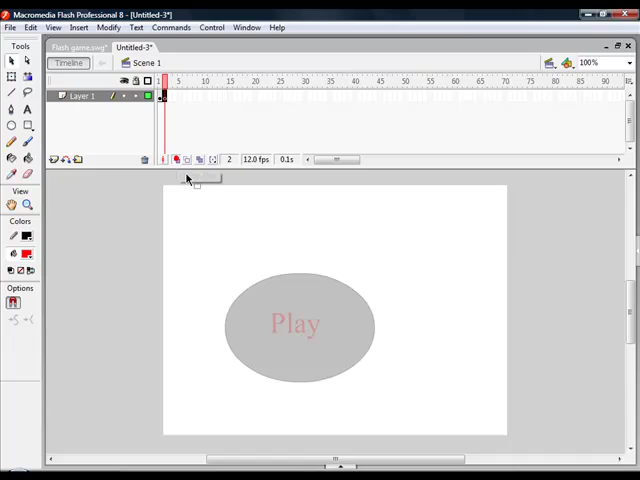 Macromedia Flash Professional 8 - [Untitled-3*]
File Edit View Insert Modify Text Commands Control Window Help
Tools
Flash game.swg* Untitled-3*
Timeline Scene 1 100%
1 5 10 15 20 25 30 35 40 45 50 55 60 65 70 75 80 85 90
Layer 1
2 12.0 fps 0.1s
View
Colors
Options
Play